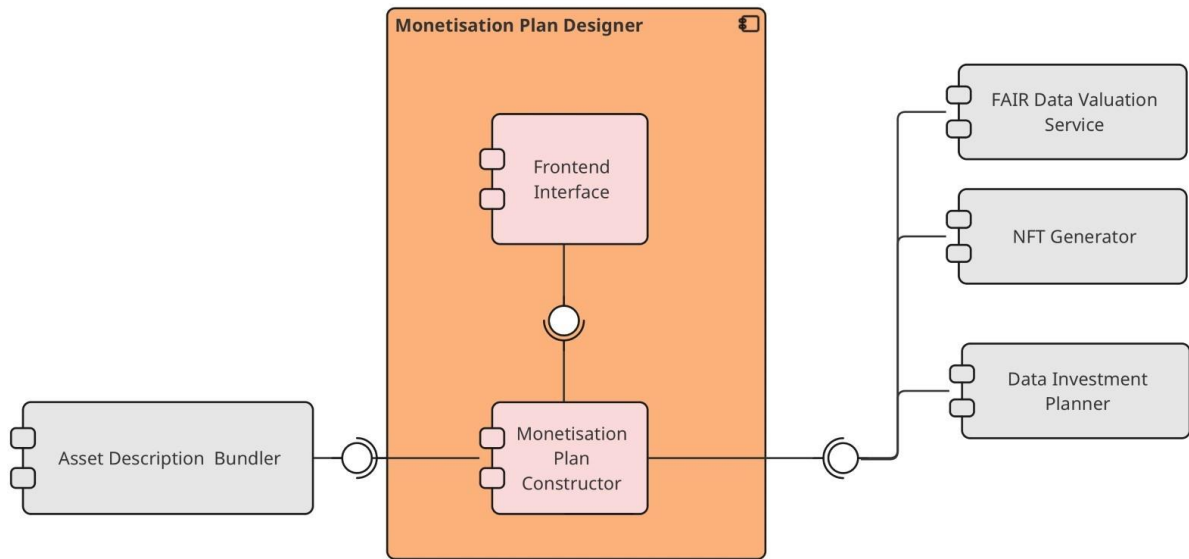 Monetisation Plan Designer
Frontend
Interface
FAIR Data Valuation
Service
NFT Generator
Data Investment
Planner
Asset Description Bundler
Monetisation
Plan
Constructor